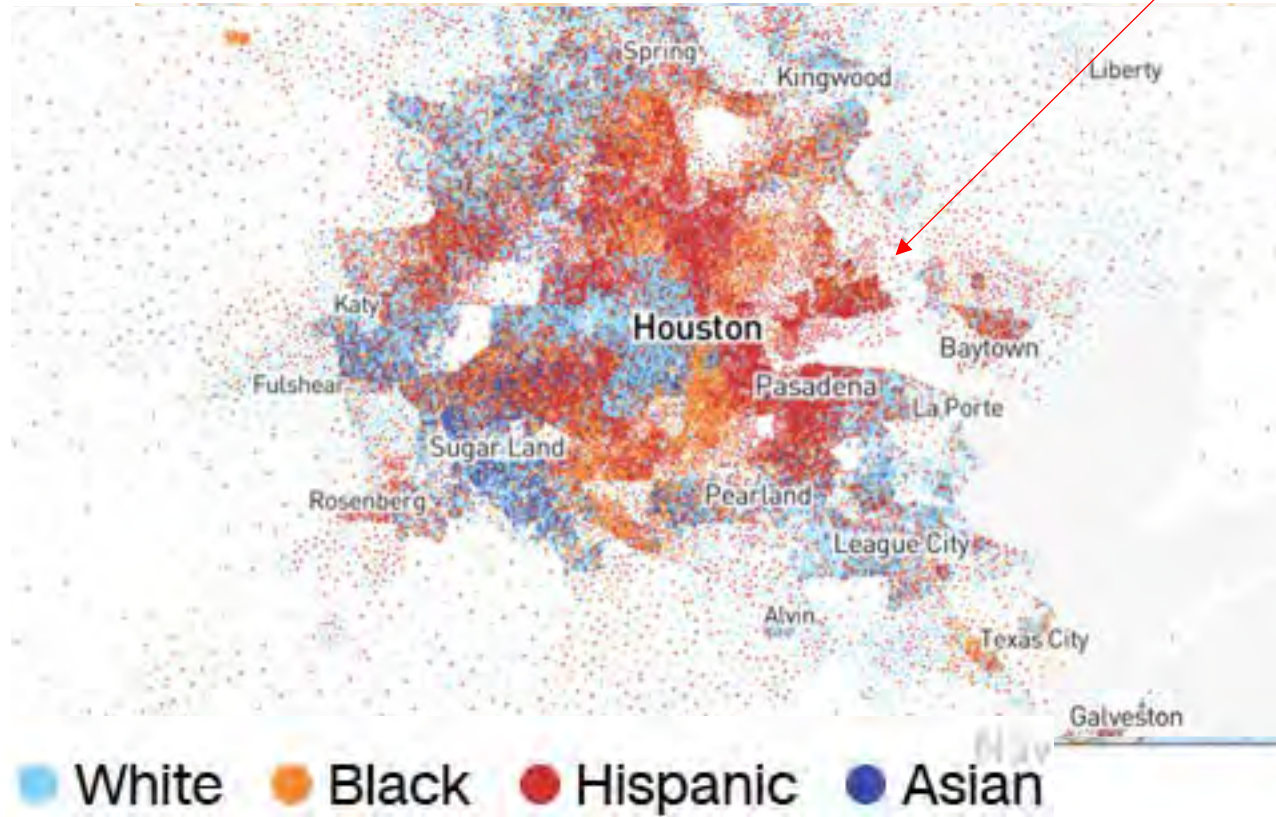 Spring
Kingwood
Liberty
Katy
Houston
Baytown
Fulshear
Pasadena
La Porte
Sugar Land
Rosenberg
Pearland
League City
Alvin
Texas City
Galveston
Nav
White Black Hispanic Asian